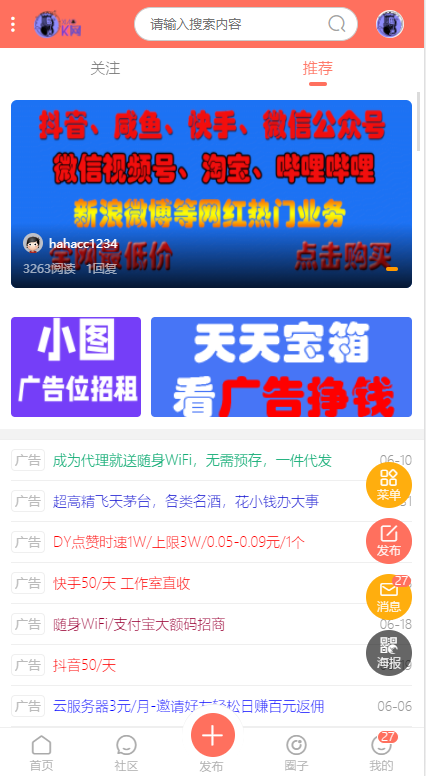 K网
请输入搜索内容
关注
推荐
抖音、咸鱼、快手、微信公众号
微信视频号、淘宝、哔哩哔哩
新浪微博等网红热门业务
全网最低价 点击购买
hahacc1234
3263阅读 1回复
小图
广告位招租
天天宝箱
看广告挣钱
广告 成为代理就送随身WiFi，无需预存，一件代发 06-10
菜单
广告 超高精飞天茅台，各类名酒，花小钱办大事
发布
广告 DY点赞时速1W/上限3W/0.05-0.09元/1个
27
广告 快手50/天 工作室直收
消息
广告 随身WiFi/支付宝大额码招商 06-18
海报
广告 抖音50/天
广告 云服务器3元/月-邀请好友轻松日赚百元返佣 06-06
27
首页
社区
发布
圈子
我的